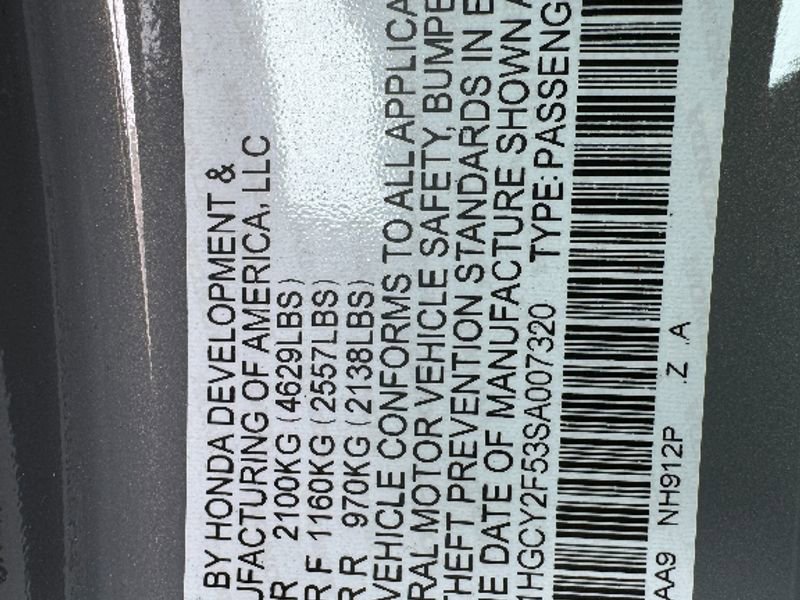 BY HONDA DEVELOPMENT &
UFACTURING OF AMERICA, LLC
R 2100KG (4629LBS)
R F 1160KG (2557LBS)
R R 970KG (2138LBS)
VEHICLE CONFORMS TO ALL APPLICA
RAL MOTOR VEHICLE SAFETY, BUMPE
THEFT PREVENTION STANDARDS IN E
HE DATE OF MANUFACTURE SHOWN A
1HGCY2F53SA007320 TYPE: PASSENG
AA9 NH912P .Z .A